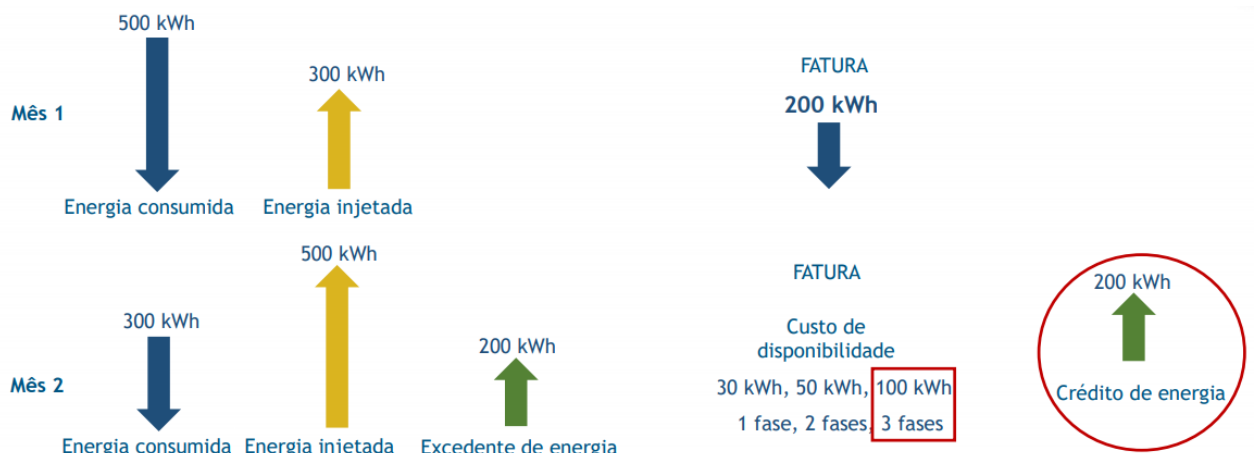 500 kWh
300 kWh
FATURA
200 kWh
Mês 1
Energia consumida
Energia injetada
500 kWh
FATURA
200 kWh
300 kWh
Custo de
disponibilidade
200 kWh
Mês 2
30 kWh, 50 kWh, 100 kWh
Crédito de energia
1 fase, 2 fases, 3 fases
Energia consumida
Energia injetada
Excedente de energia